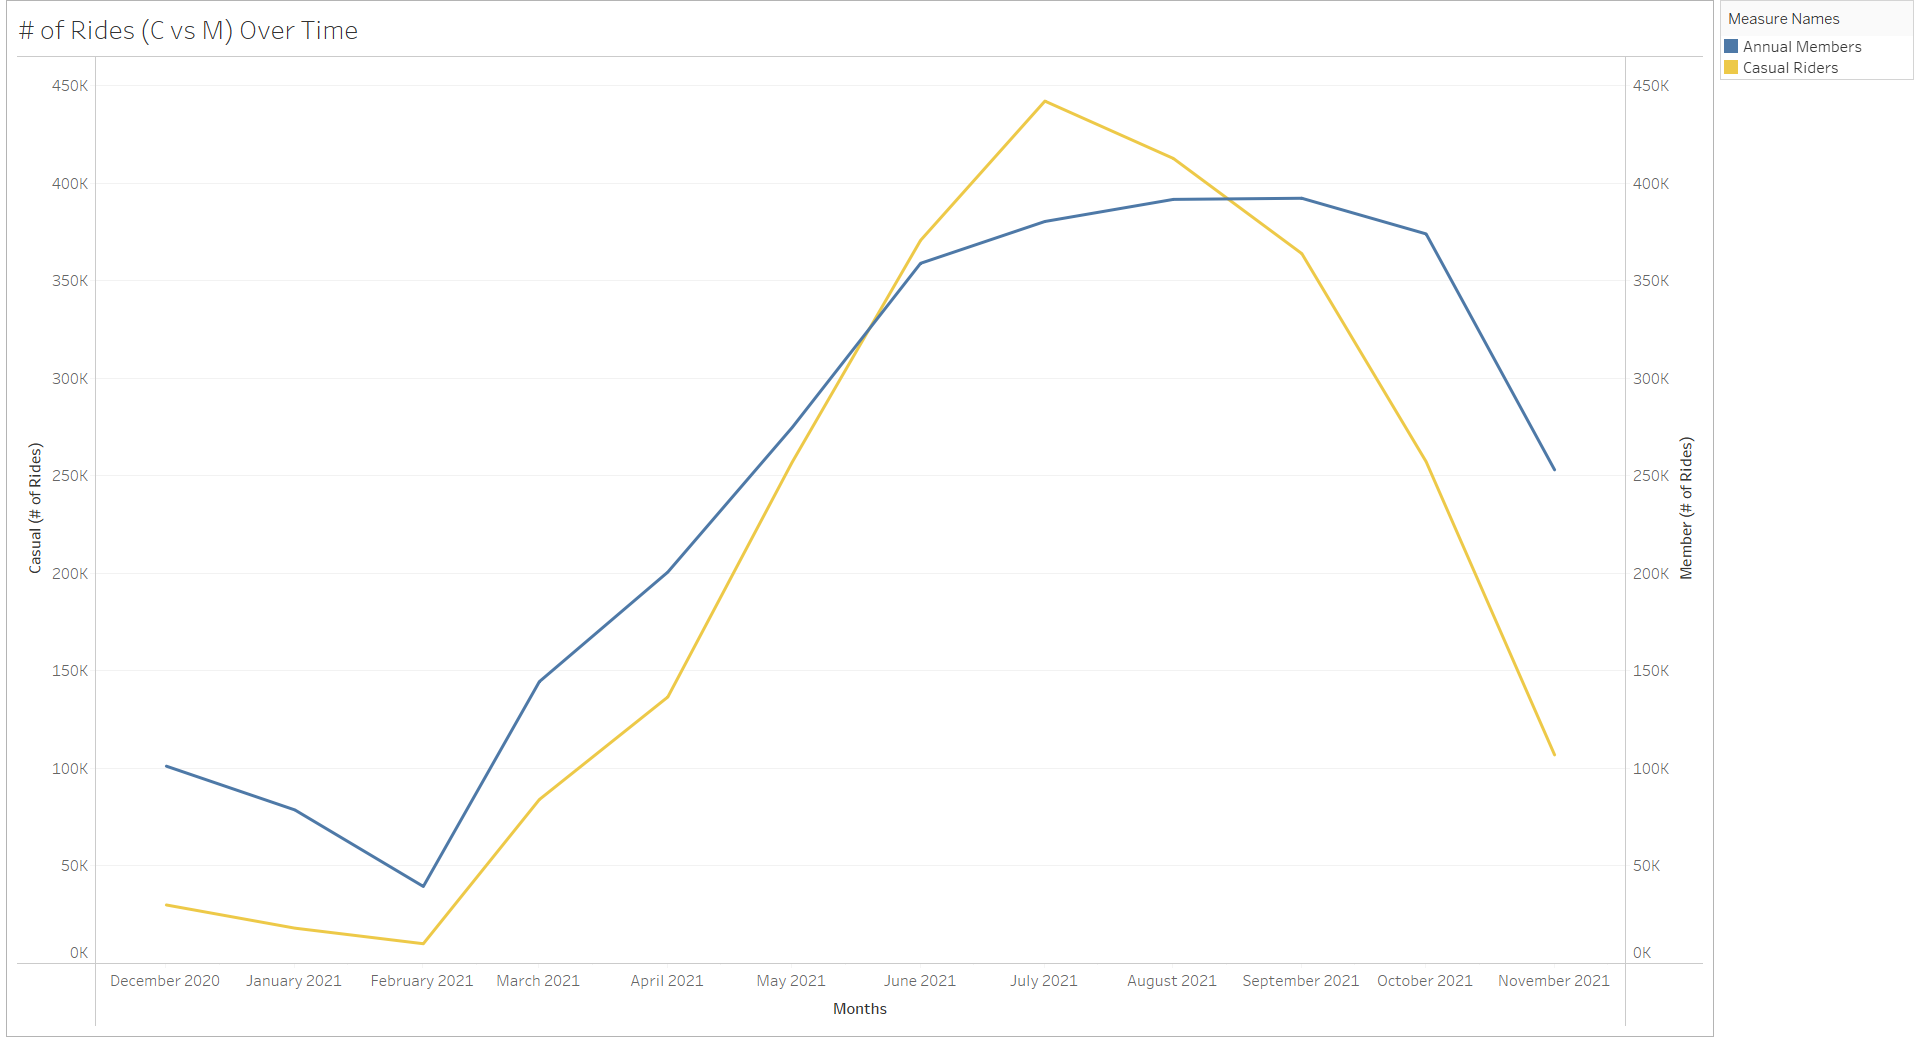 # of Rides (C vs M) Over Time
Measure Names
Annual Members
Casual Riders
450K
400K
350K
300K
250K
200K
150K
100K
50K
0K
Casual (# of Rides)
450K
400K
350K
300K
250K
200K
150K
100K
50K
0K
Member (# of Rides)
December 2020 January 2021 February 2021 March 2021 April 2021 May 2021 June 2021 July 2021 August 2021 September 2021 October 2021 November 2021
Months